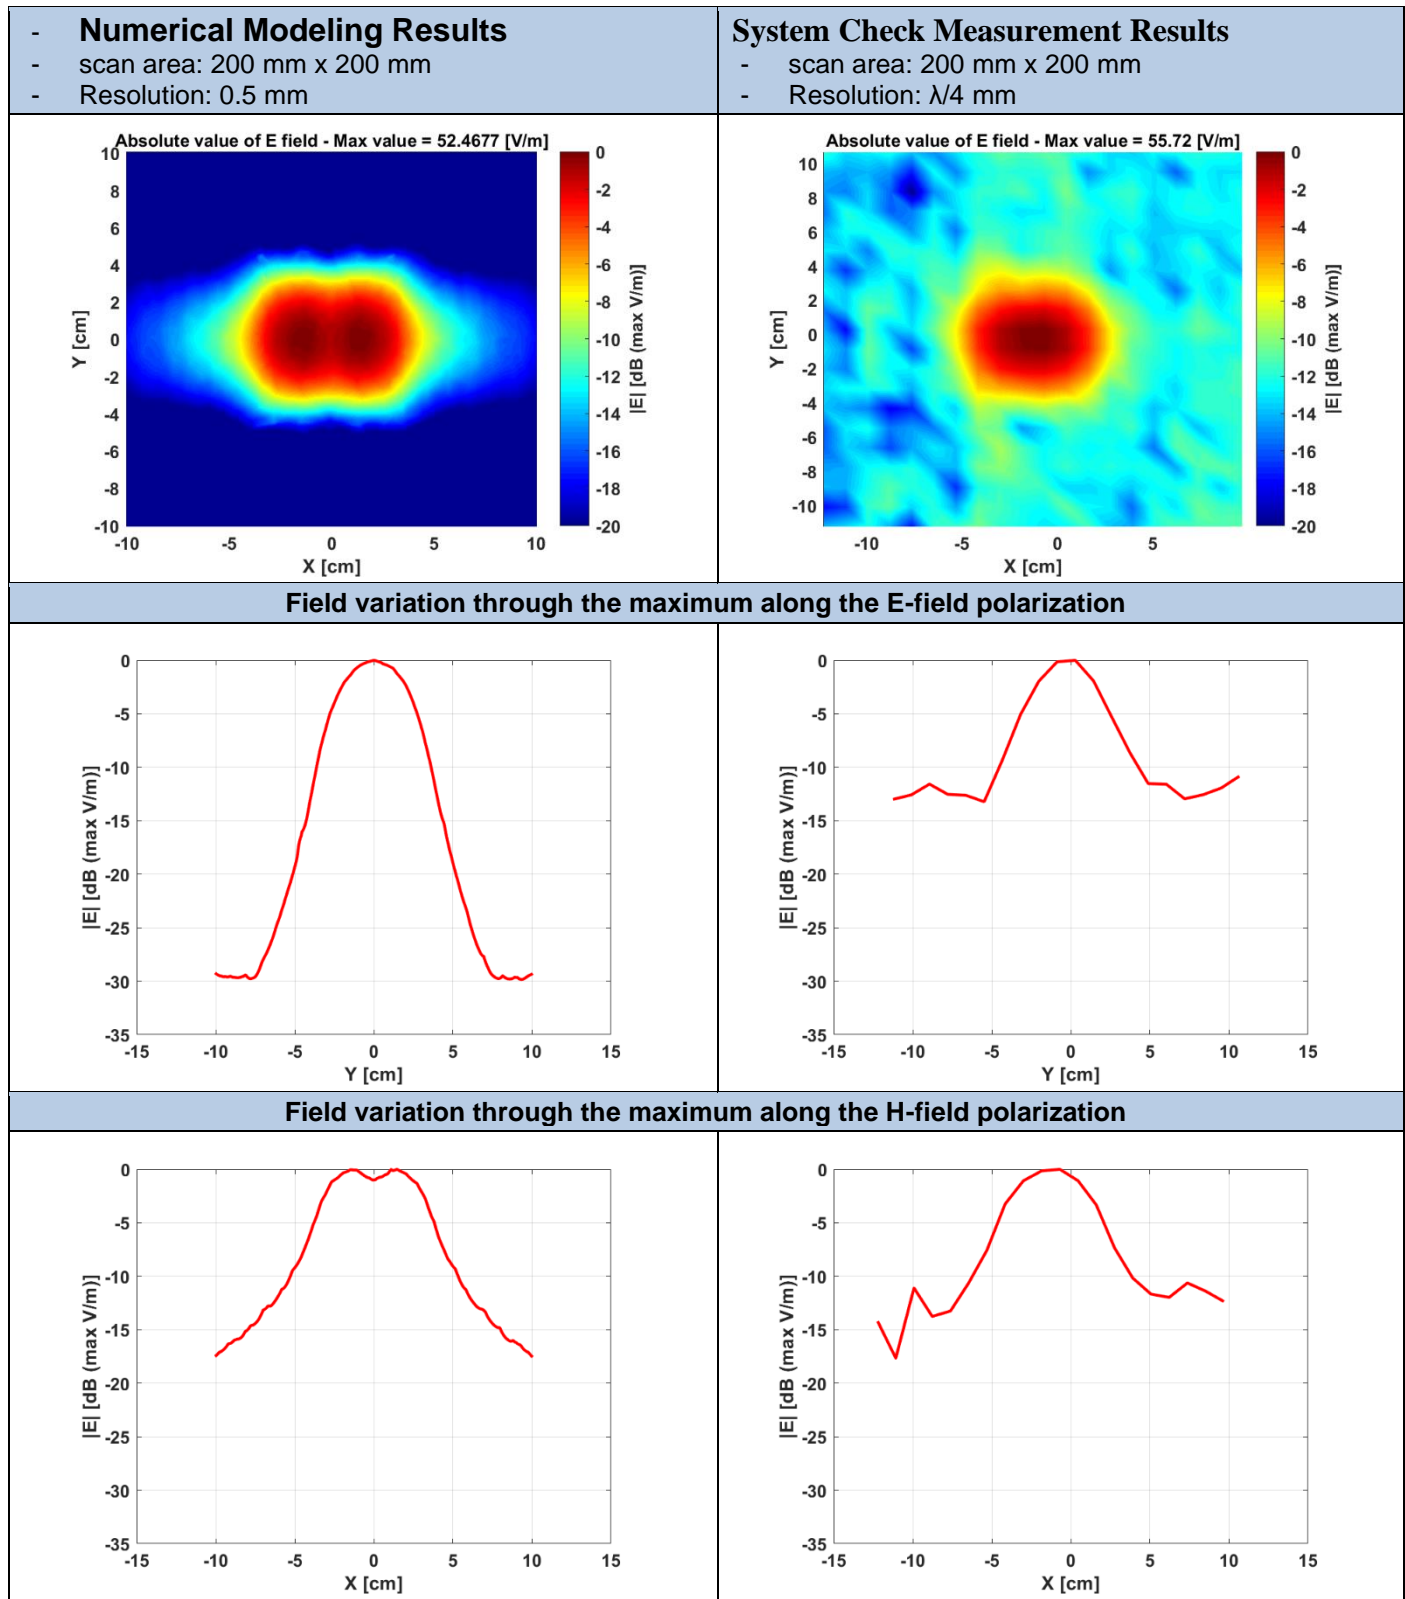 - Numerical Modeling Results
- scan area: 200 mm x 200 mm
- Resolution: 0.5 mm
System Check Measurement Results
- scan area: 200 mm x 200 mm
- Resolution: λ/4 mm
Absolute value of E field - Max value = 52.4677 [V/m]
10
8
6
4
2
0
-2
-4
-6
-8
-10
Y [cm]
-10 -5 0 5 10
X [cm]
0
-2
-4
-6
-8
-10
-12
-14
-16
-18
-20
|E| [dB (max V/m)]
Absolute value of E field - Max value = 55.72 [V/m]
10
8
6
4
2
0
-2
-4
-6
-8
-10
Y [cm]
-10 -5 0 5
X [cm]
0
-2
-4
-6
-8
-10
-12
-14
-16
-18
-20
|E| [dB (max V/m)]
Field variation through the maximum along the E-field polarization
0
-5
-10
-15
-20
-25
-30
-35
|E| [dB (max V/m)]
-15 -10 -5 0 5 10 15
Y [cm]
0
-5
-10
-15
-20
-25
-30
-35
|E| [dB (max V/m)]
-15 -10 -5 0 5 10 15
Y [cm]
Field variation through the maximum along the H-field polarization
0
-5
-10
-15
-20
-25
-30
-35
|E| [dB (max V/m)]
-15 -10 -5 0 5 10 15
X [cm]
0
-5
-10
-15
-20
-25
-30
-35
|E| [dB (max V/m)]
-15 -10 -5 0 5 10 15
X [cm]